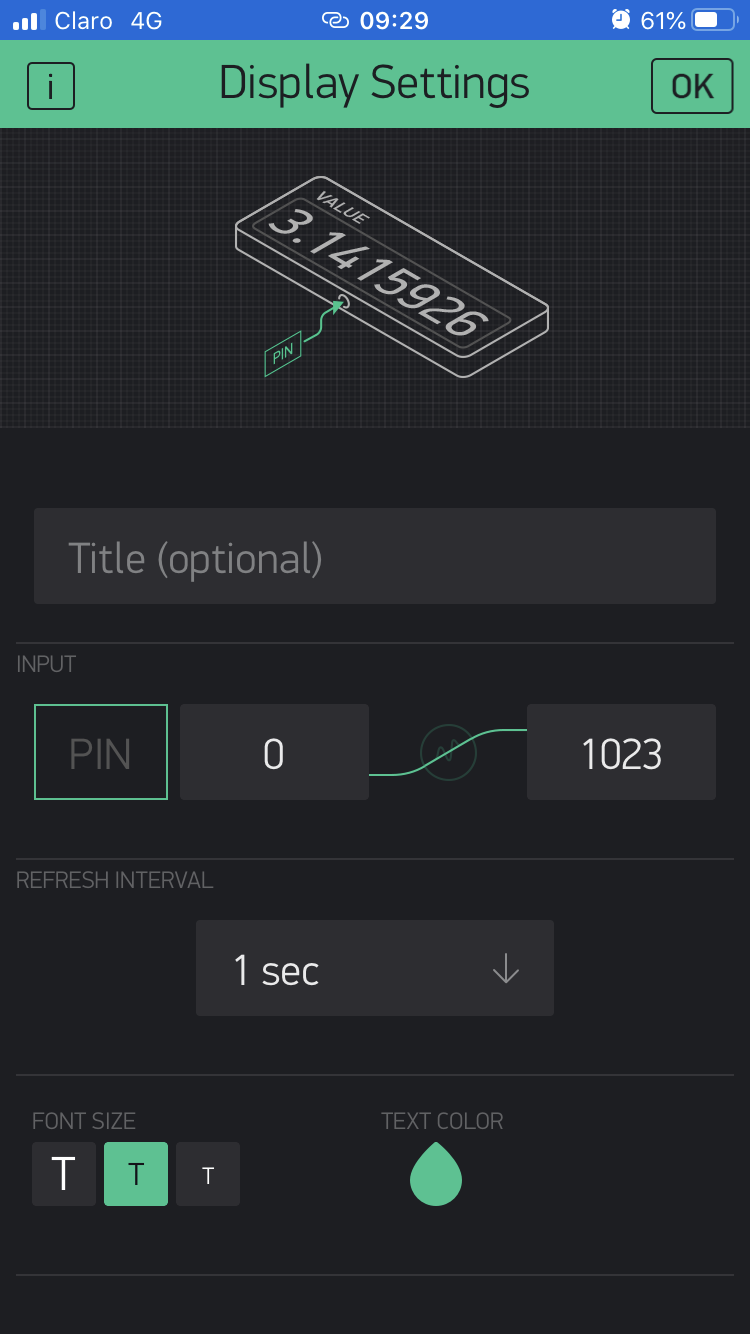 Claro 4G 09:29 61%
i Display Settings OK
VALUE
3.1415926
PIN
Title (optional)
INPUT
PIN 0 1023
REFRESH INTERVAL
1 sec
FONT SIZE TEXT COLOR
T T T